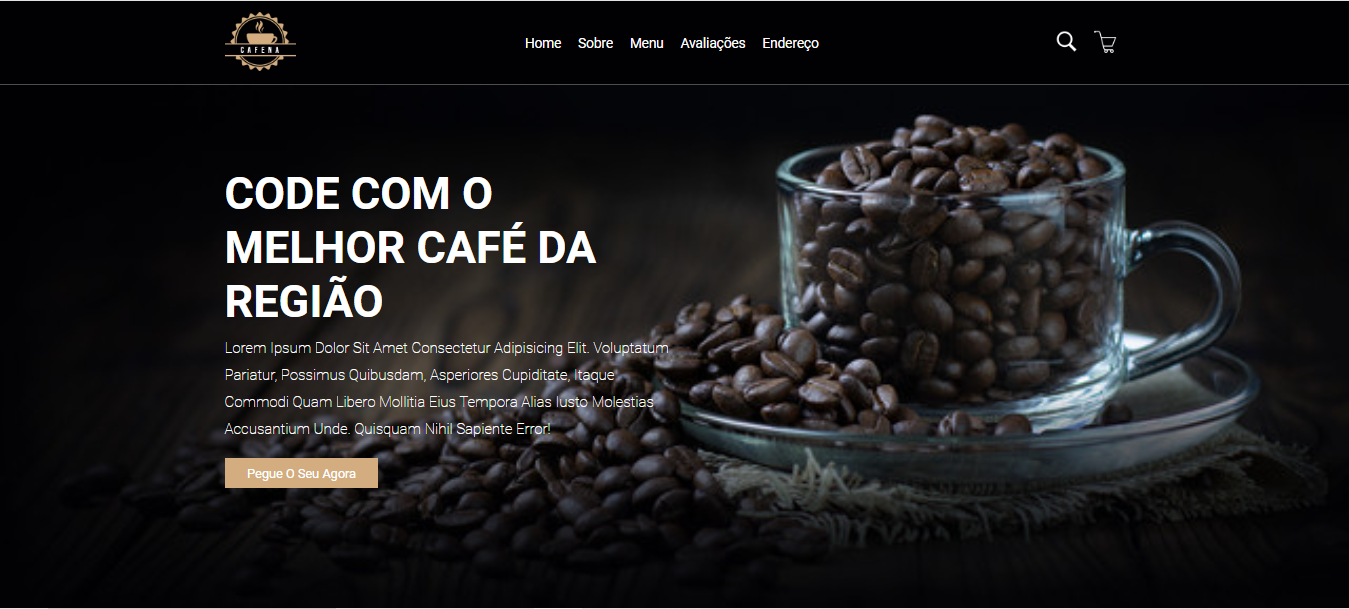 CAFENA
Home Sobre Menu Avaliações Endereço
CODE COM O
MELHOR CAFÉ DA
REGIÃO
Lorem Ipsum Dolor Sit Amet Consectetur Adipisicing Elit. Voluptatum
Pariatur, Possimus Quibusdam, Asperiores Cupiditate, Itaque
Commodi Quam Libero Mollitia Eius Tempora Alias Iusto Molestias
Accusantium Unde. Quisquam Nihil Sapiente Error!
Pegue O Seu Agora